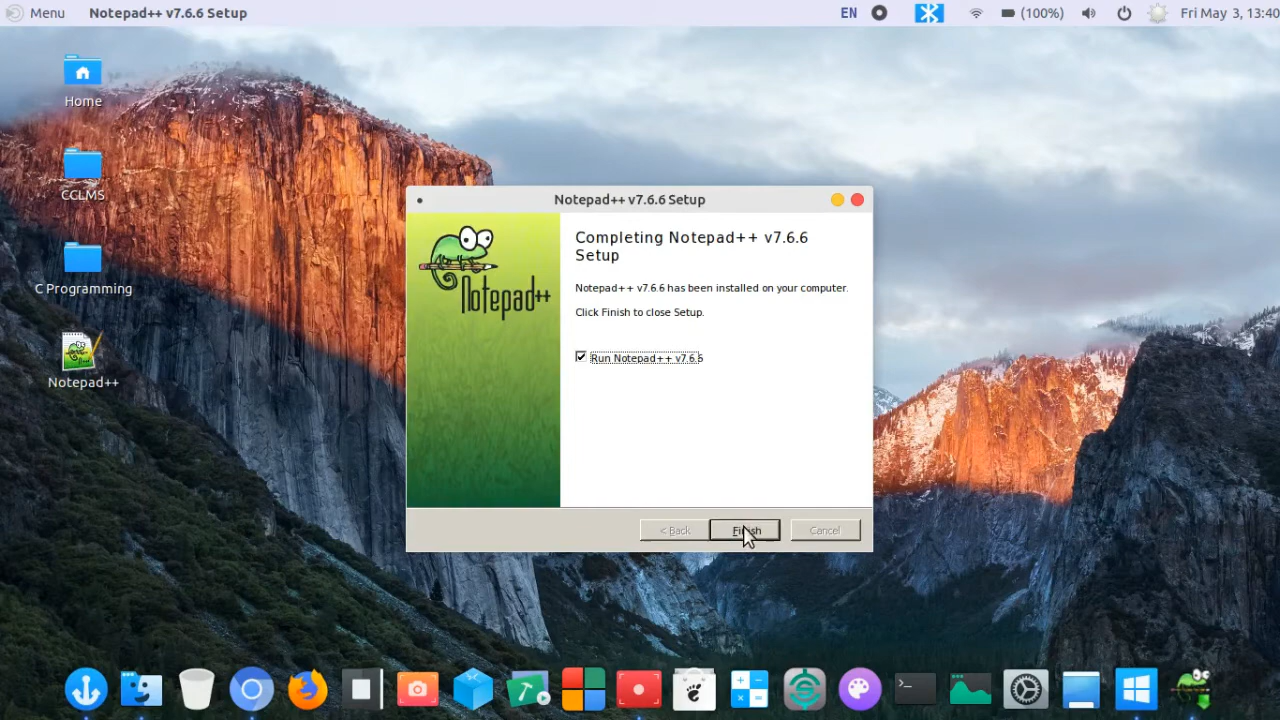 Menu Notepad++ v7.6.6 Setup EN (100%) Fri May 3, 13:40
Home
CCLMS
C Programming
Notepad++
Notepad++ v7.6.6 Setup
Notepad++
Completing Notepad++ v7.6.6
Setup
Notepad++ v7.6.6 has been installed on your computer.
Click Finish to close Setup.
Run Notepad++ v7.6.6
< Back Finish Cancel